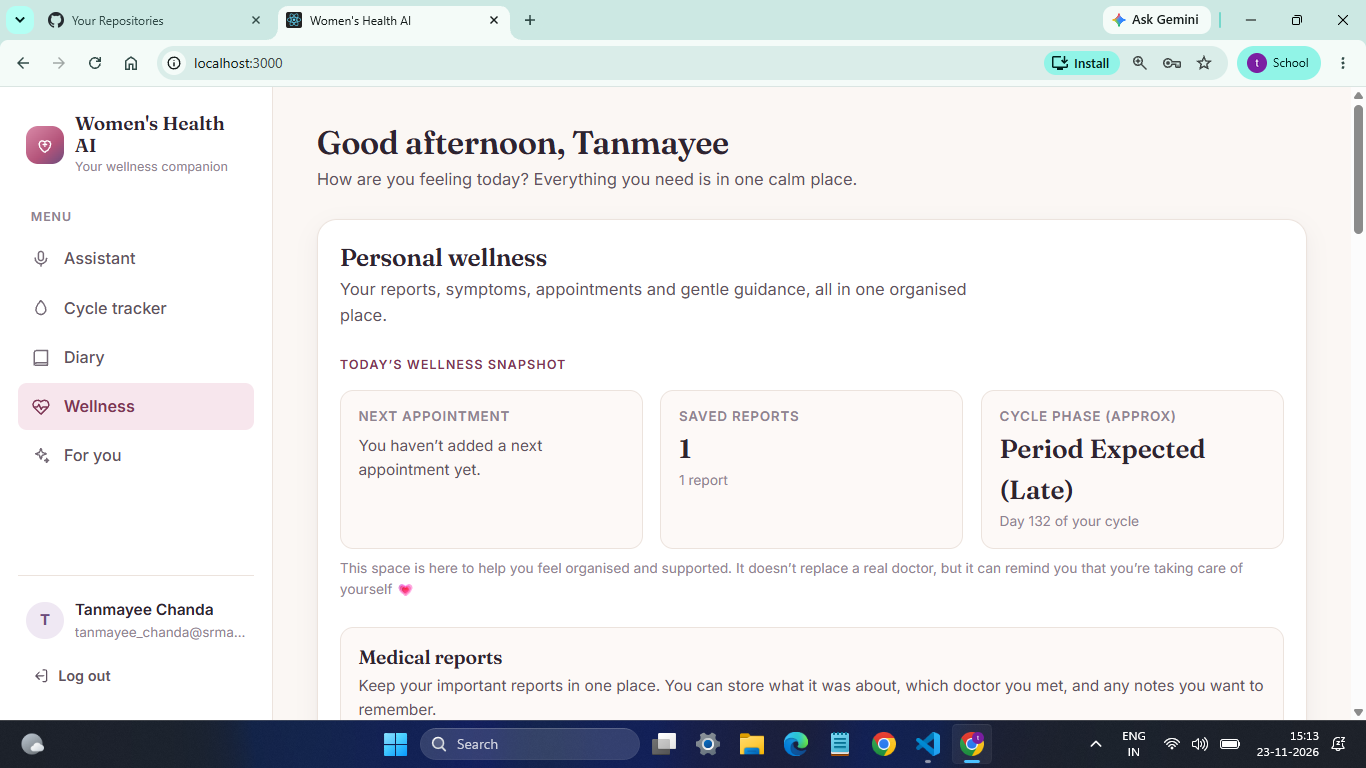 Your Repositories
Women's Health AI
Ask Gemini
localhost:3000
Install
t
School
Women's Health
AI
Your wellness companion
MENU
Assistant
Cycle tracker
Diary
Wellness
For you
T
Tanmayee Chanda
tanmayee_chanda@srma...
Log out
Good afternoon, Tanmayee
How are you feeling today? Everything you need is in one calm place.
Personal wellness
Your reports, symptoms, appointments and gentle guidance, all in one organised
place.
TODAY’S WELLNESS SNAPSHOT
NEXT APPOINTMENT
You haven’t added a next
appointment yet.
SAVED REPORTS
1
1 report
CYCLE PHASE (APPROX)
Period Expected
(Late)
Day 132 of your cycle
This space is here to help you feel organised and supported. It doesn’t replace a real doctor, but it can remind you that you’re taking care of
yourself 💗
Medical reports
Keep your important reports in one place. You can store what it was about, which doctor you met, and any notes you want to
remember.
Search
ENG
IN
15:13
23-11-2026